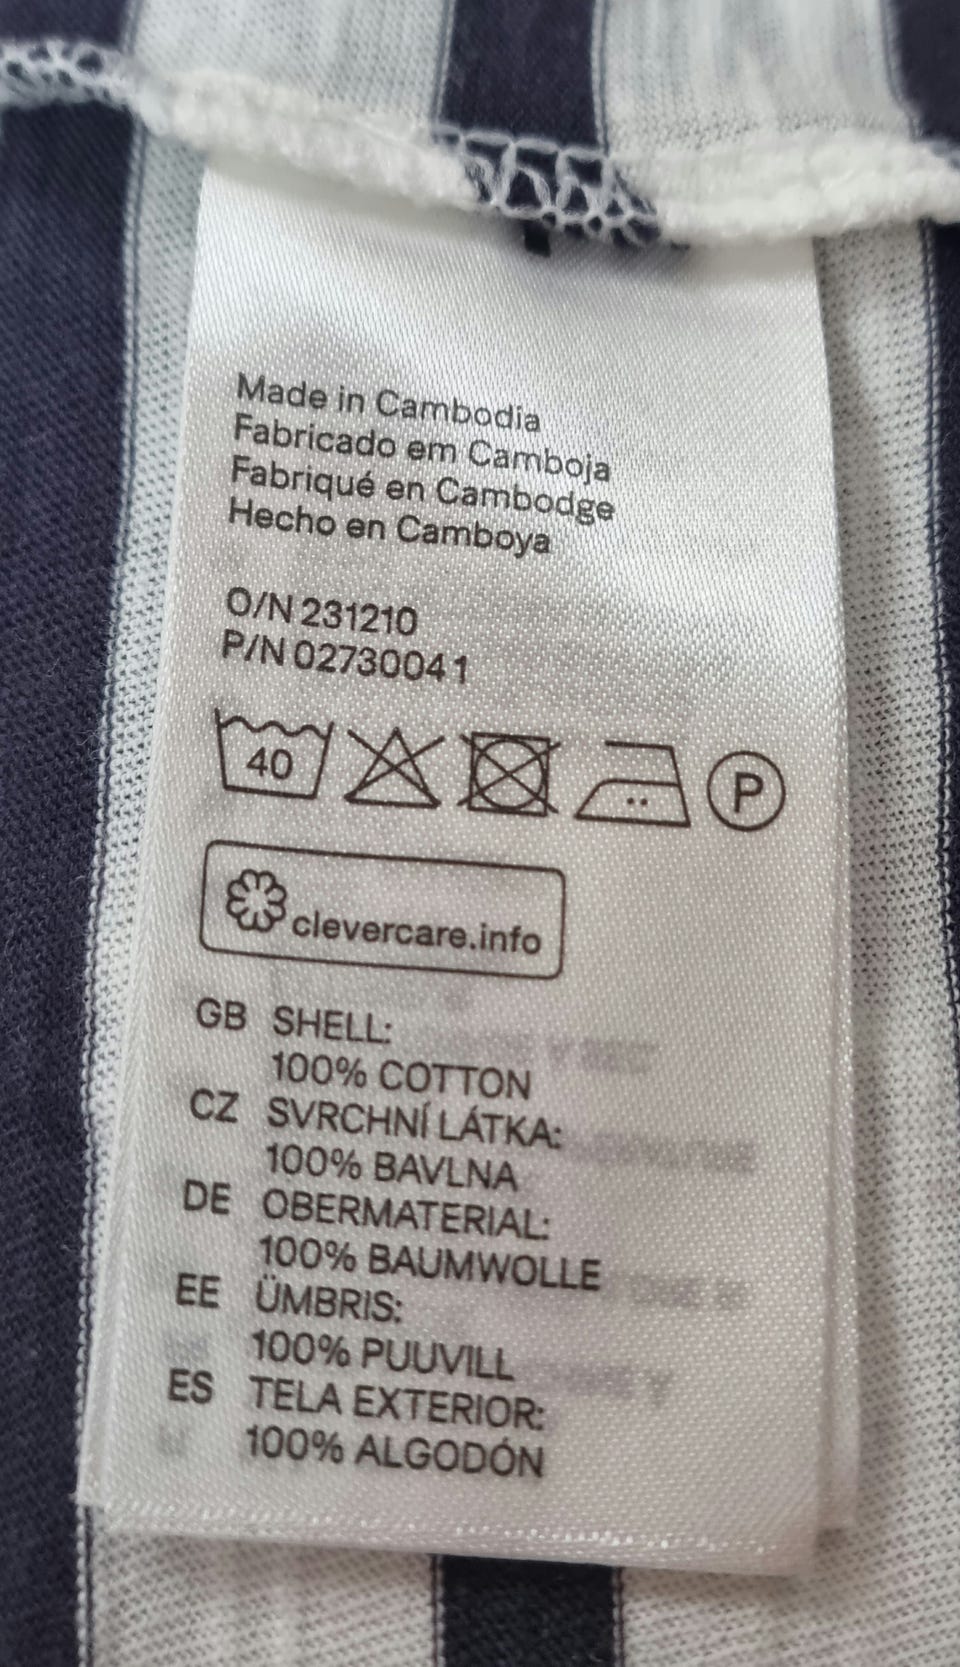 Made in Cambodia
Fabricado em Camboja
Fabriqué en Cambodge
Hecho en Camboya
O/N 231210
P/N 02730041
40 P
clevercare.info
GB SHELL:
100% COTTON
CZ SVRCHNÍ LÁTKA:
100% BAVLNA
DE OBERMATERIAL:
100% BAUMWOLLE
EE ÜMBRIS:
100% PUUVILL
ES TELA EXTERIOR:
100% ALGODÓN